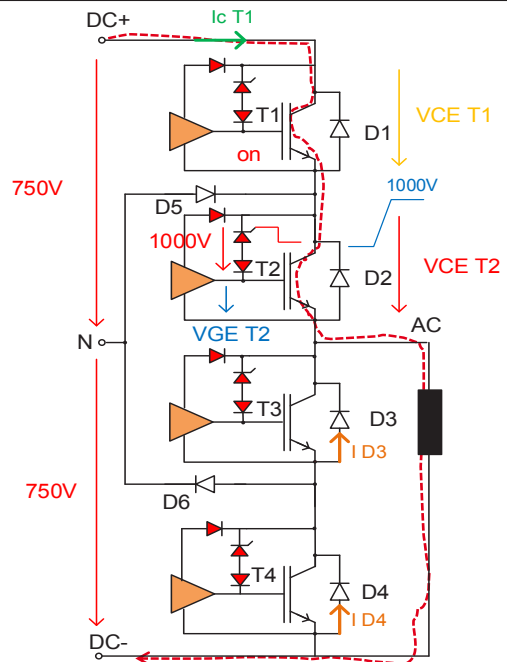 DC+
Ic T1
T1
on
D1
VCE T1
750V
D5
1000V
1000V
T2
D2
VCE T2
VGE T2
N
AC
T3
D3
I D3
750V
D6
T4
D4
I D4
DC-